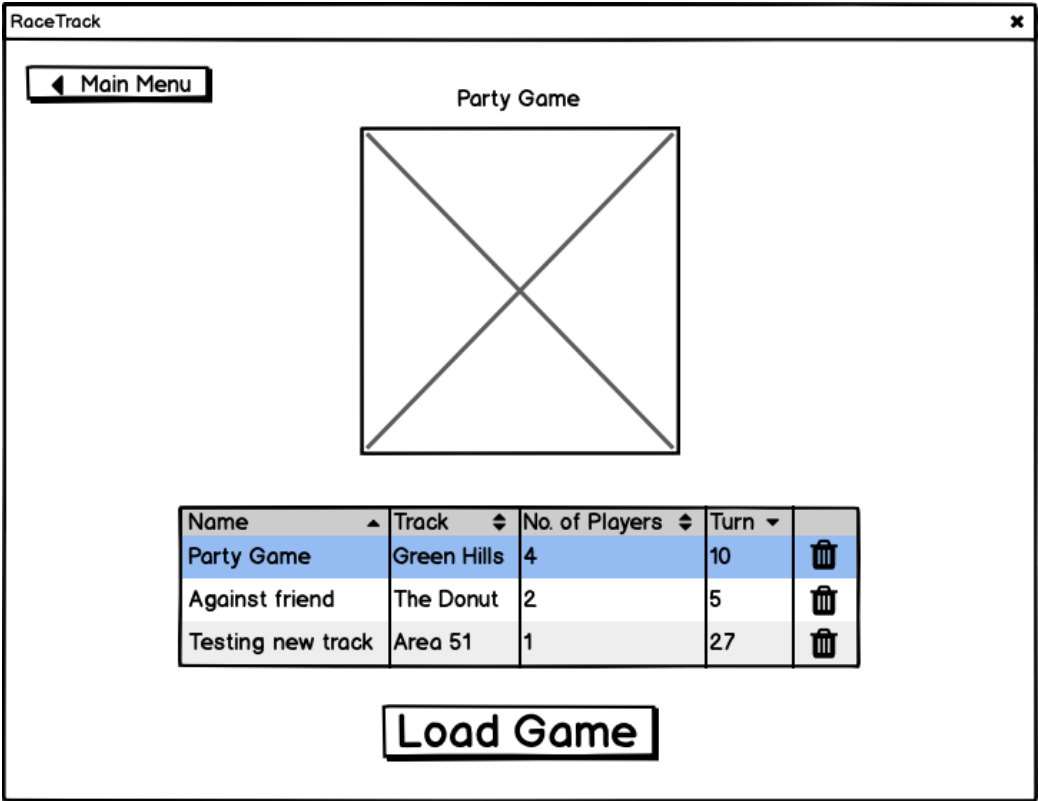 RaceTrack
Main Menu
Party Game
Name Track No. of Players Turn
Party Game Green Hills 4 10
Against friend The Donut 2 5
Testing new track Area 51 1 27
Load Game